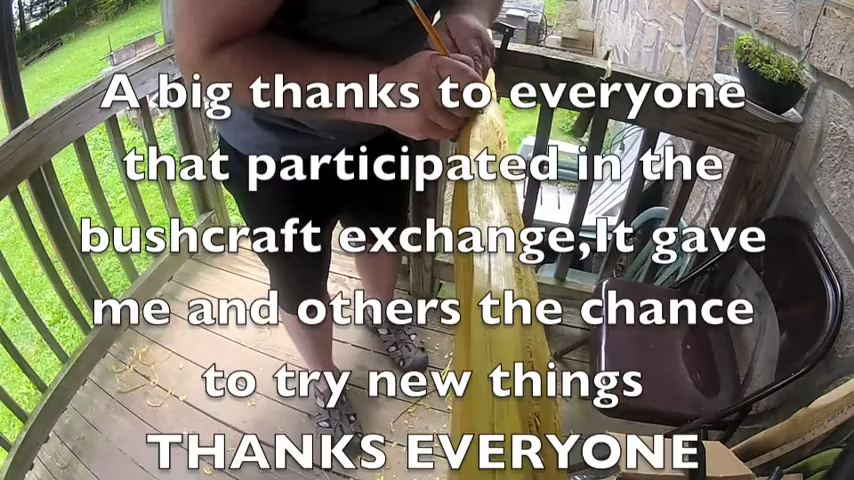 A big thanks to everyone
that participated in the
bushcraft exchange,It gave
me and others the chance
to try new things
THANKS EVERYONE